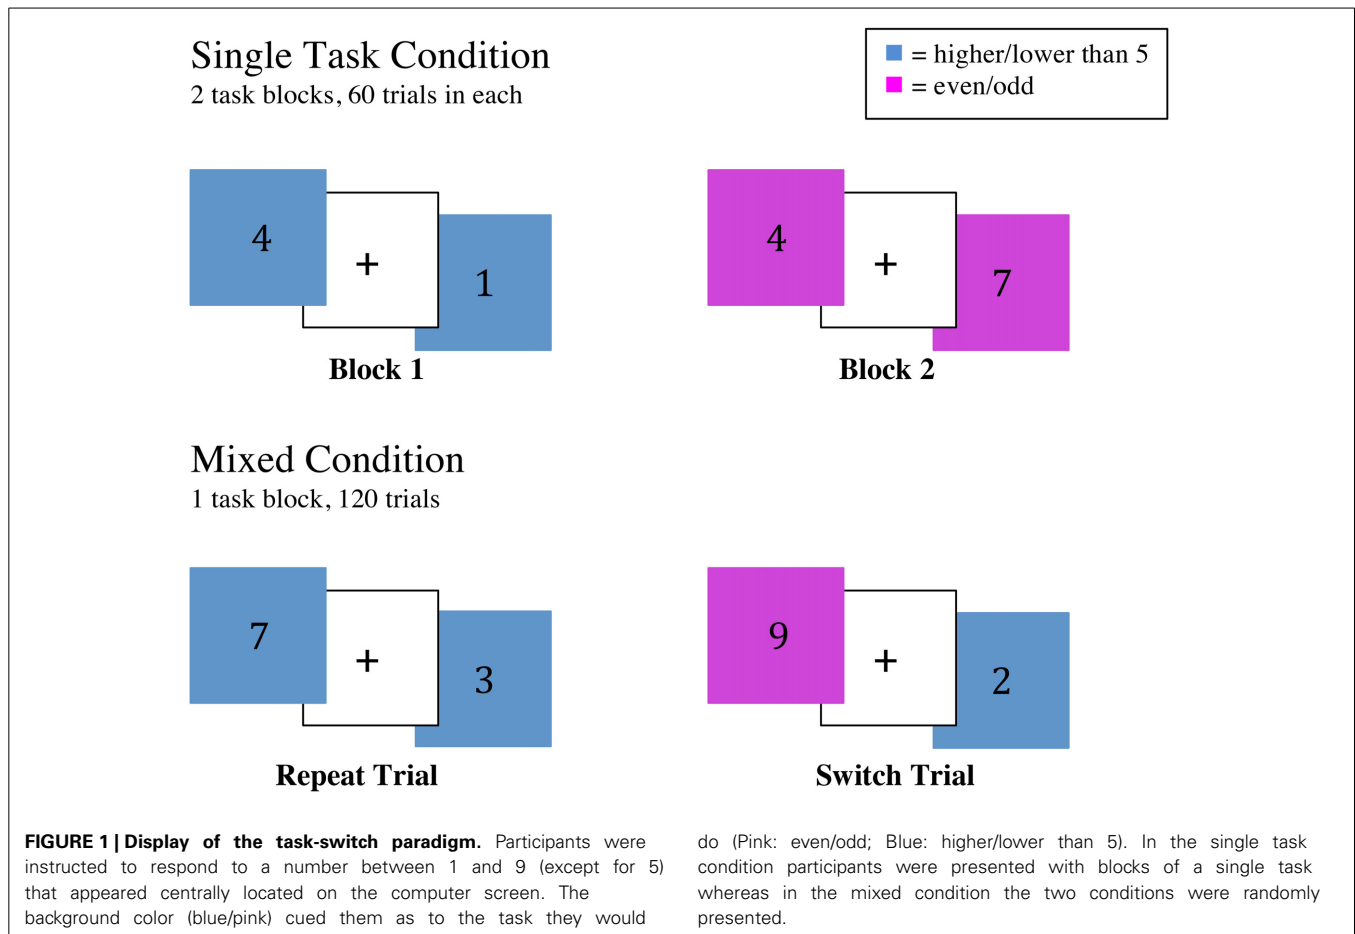 Single Task Condition
2 task blocks, 60 trials in each
= higher/lower than 5
= even/odd
4
+
1
Block 1
4
+
7
Block 2
Mixed Condition
1 task block, 120 trials
7
+
3
Repeat Trial
9
+
2
Switch Trial
FIGURE 1 | Display of the task-switch paradigm. Participants were
instructed to respond to a number between 1 and 9 (except for 5)
that appeared centrally located on the computer screen. The
background color (blue/pink) cued them as to the task they would
do (Pink: even/odd; Blue: higher/lower than 5). In the single task
condition participants were presented with blocks of a single task
whereas in the mixed condition the two conditions were randomly
presented.